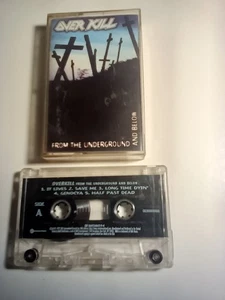 OVER KILL
FROM THE UNDERGROUND
AND BELOW
OVERKILL FROM THE UNDERGROUND AND BELOW
1. IT LIVES 2. SAVE ME 3. LONG TIME DYIN'
4. GENOCYA 5. HALF PAST DEAD
SIDE
A